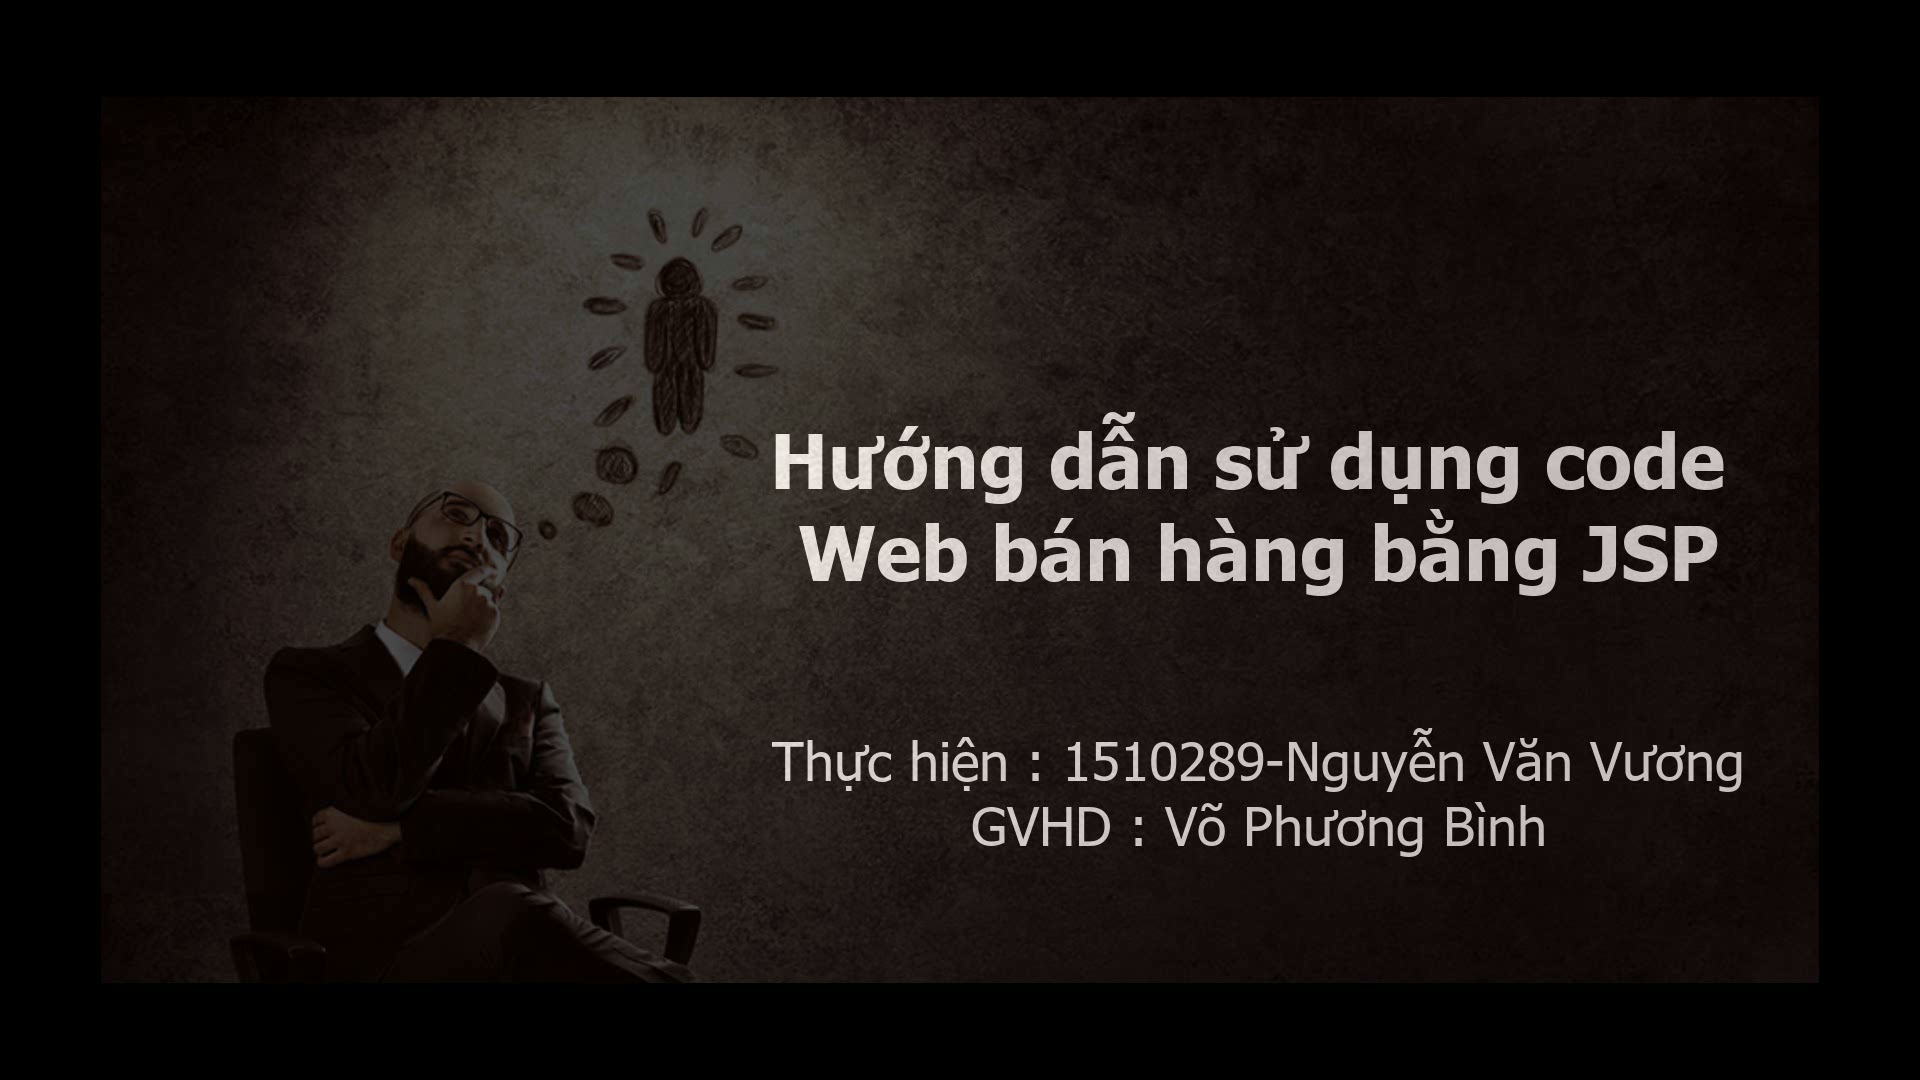 Hướng dẫn sử dụng code
Web bán hàng bằng JSP
Thực hiện : 1510289-Nguyễn Văn Vương
GVHD : Võ Phương Bình